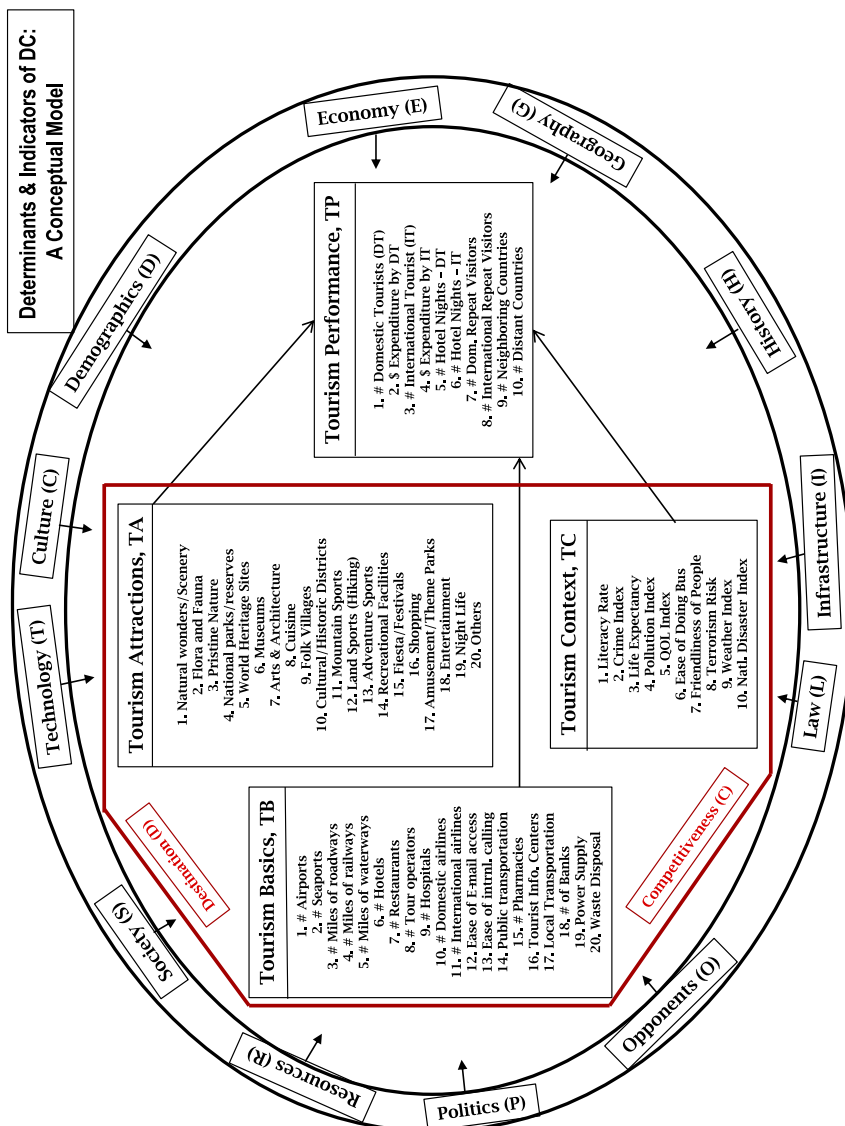 Determinants & Indicators of DC:
A Conceptual Model
Resources (R)
Society (S)
Technology (T)
Culture (C)
Demographics (D)
Economy (E)
Geography (G)
History (H)
Infrastructure (I)
Law (L)
Opponents (O)
Politics (P)
Destination (D)
Competitiveness (C)
Tourism Basics, TB
1. # Airports
2. # Seaports
3. # Miles of roadways
4. # Miles of railways
5. # Miles of waterways
6. # Hotels
7. # Restaurants
8. # Tour operators
9. # Hospitals
10. # Domestic airlines
11. # International airlines
12. Ease of E-mail access
13. Ease of intrnl. calling
14. Public transportation
15. # Pharmacies
16. Tourist Info. Centers
17. Local Transportation
18. # of Banks
19. Power Supply
20. Waste Disposal
Tourism Attractions, TA
1. Natural wonders/Scenery
2. Flora and Fauna
3. Pristine Nature
4. National parks/reserves
5. World Heritage Sites
6. Museums
7. Arts & Architecture
8. Cuisine
9. Folk Villages
10. Cultural/Historic Districts
11. Mountain Sports
12. Land Sports (Hiking)
13. Adventure Sports
14. Recreational Facilities
15. Fiesta/Festivals
16. Shopping
17. Amusement/Theme Parks
18. Entertainment
19. Night Life
20. Others
Tourism Context, TC
1. Literacy Rate
2. Crime Index
3. Life Expectancy
4. Pollution Index
5. QOL Index
6. Ease of Doing Bus
7. Friendliness of People
8. Terrorism Risk
9. Weather Index
10. Natl. Disaster Index
Tourism Performance, TP
1. # Domestic Tourists (DT)
2. $ Expenditure by DT
3. # International Tourist (IT)
4. $ Expenditure by IT
5. # Hotel Nights – DT
6. # Hotel Nights – IT
7. # Dom. Repeat Visitors
8. # International Repeat Visitors
9. # Neighboring Countries
10. # Distant Countries